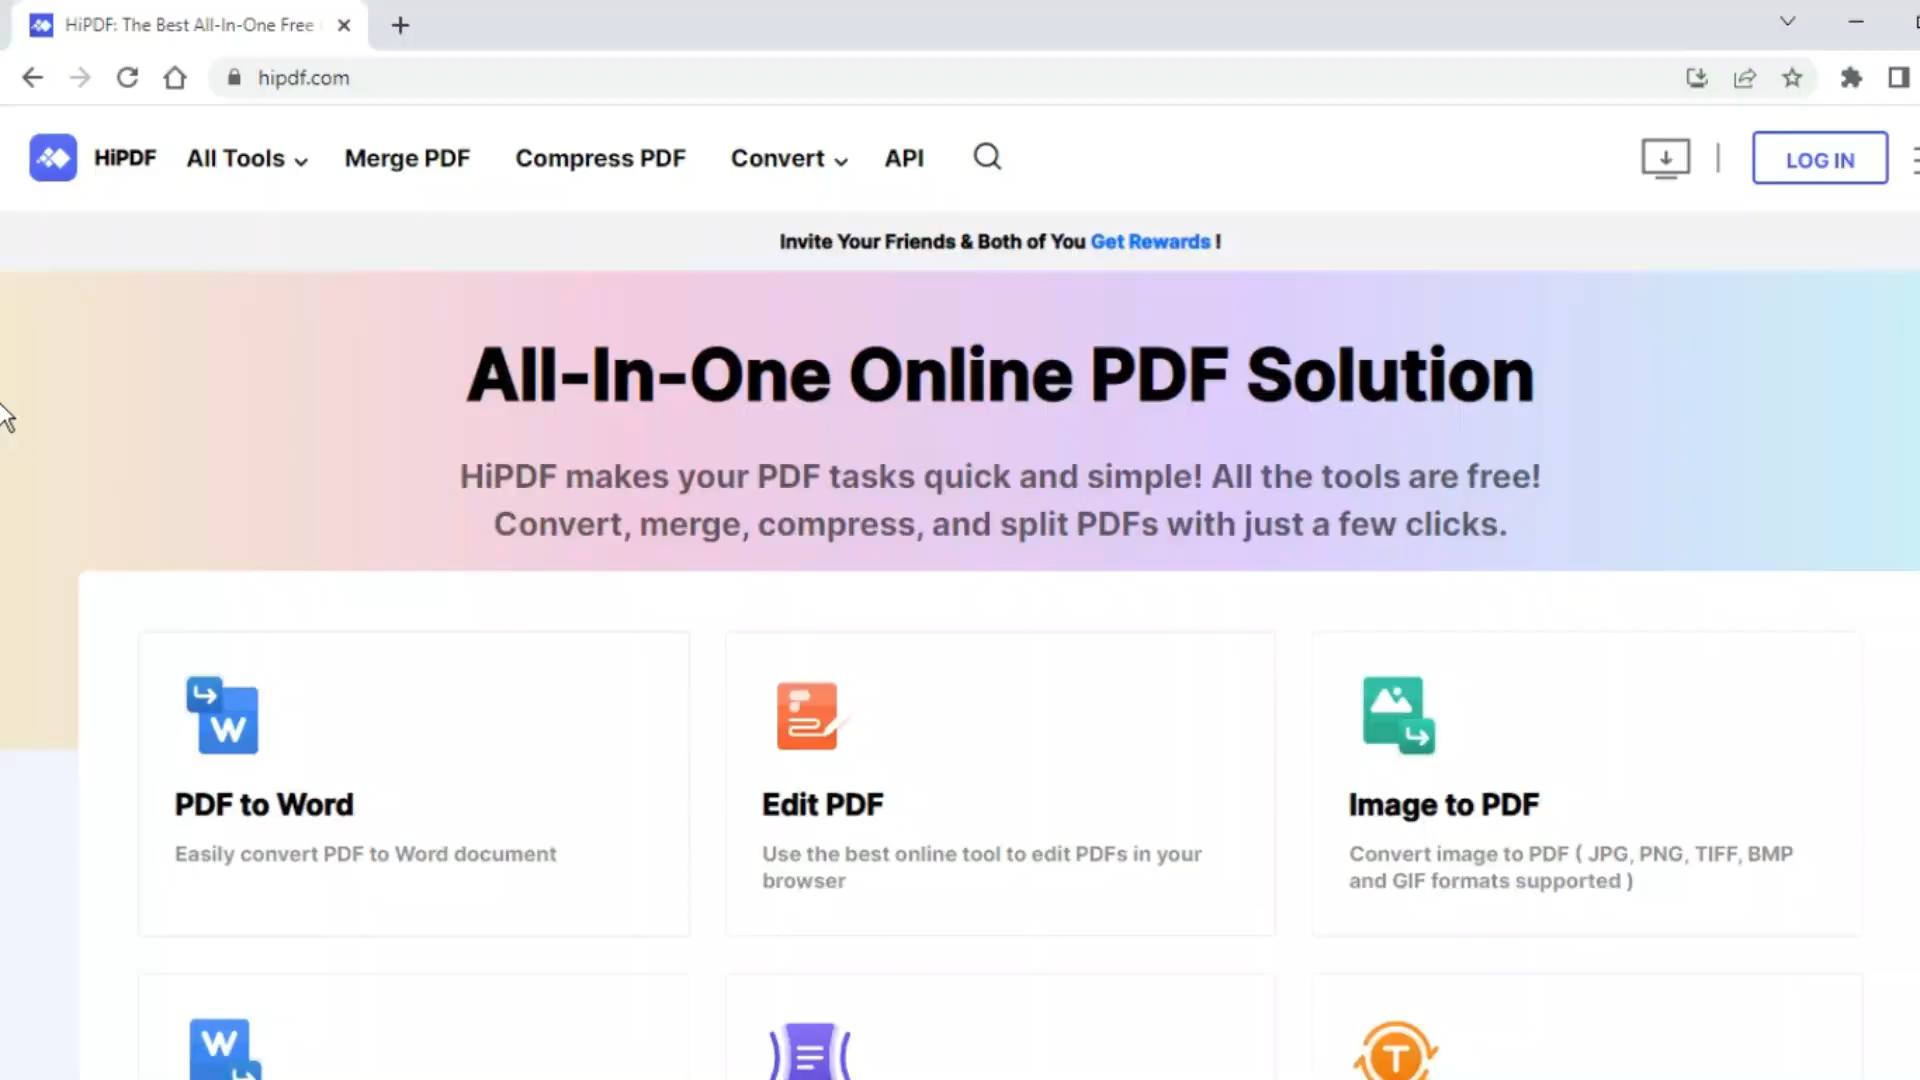 HiPDF: The Best All-In-One Free
hipdf.com
HiPDF
All Tools
Merge PDF
Compress PDF
Convert
API
LOG IN
Invite Your Friends & Both of You Get Rewards !
All-In-One Online PDF Solution
HiPDF makes your PDF tasks quick and simple! All the tools are free!
Convert, merge, compress, and split PDFs with just a few clicks.
W
PDF to Word
Easily convert PDF to Word document
Edit PDF
Use the best online tool to edit PDFs in your
browser
Image to PDF
Convert image to PDF ( JPG, PNG, TIFF, BMP
and GIF formats supported )
W
T